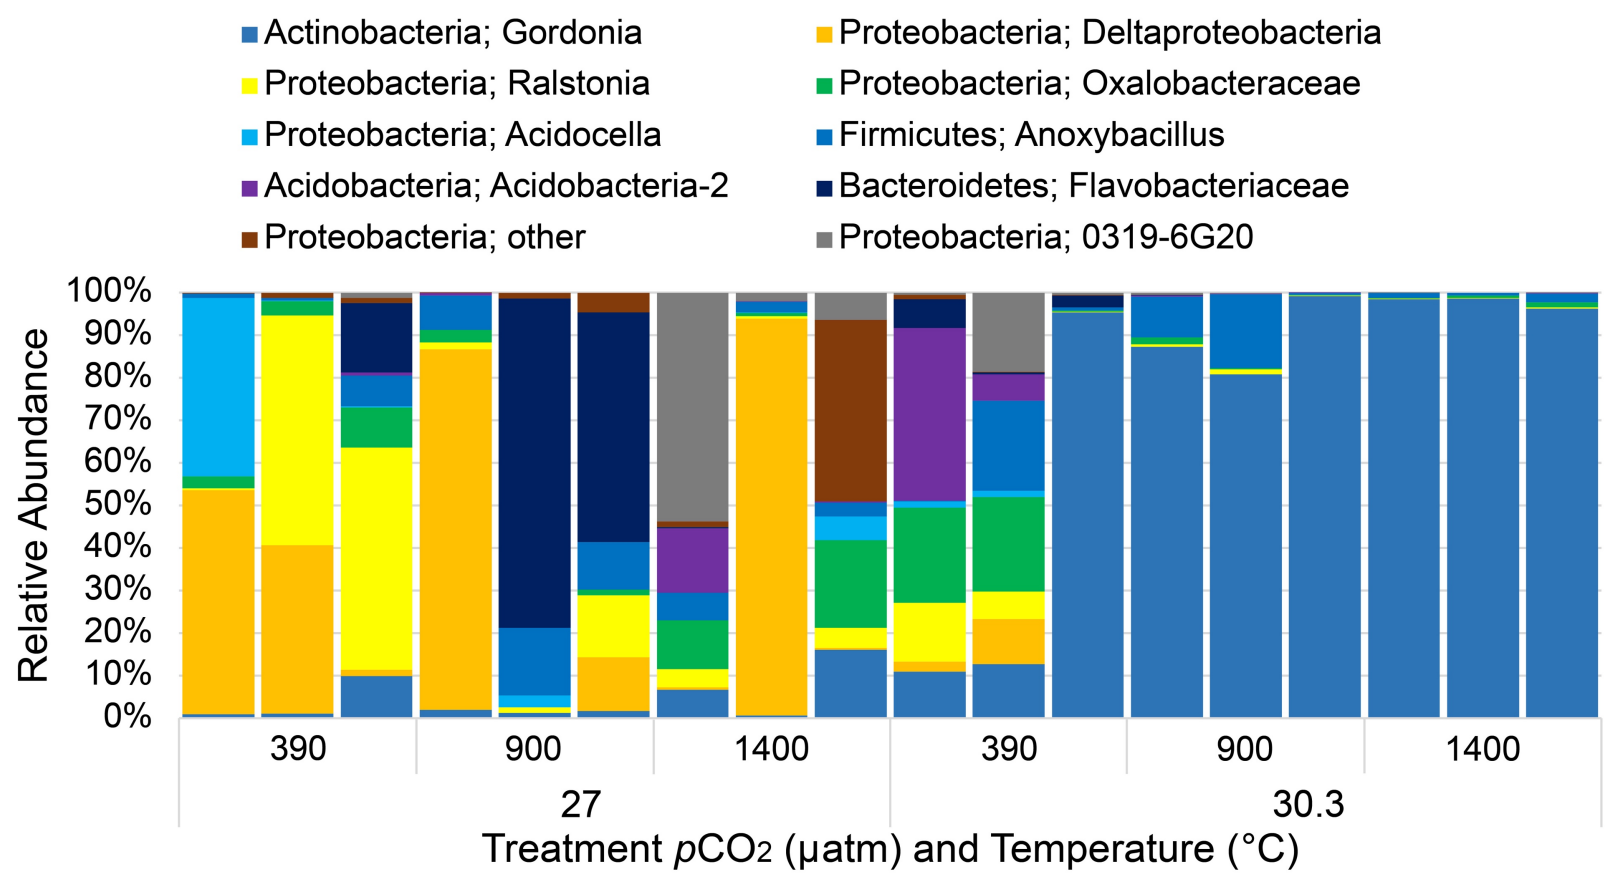 Actinobacteria; Gordonia
Proteobacteria; Deltaproteobacteria
Proteobacteria; Ralstonia
Proteobacteria; Oxalobacteraceae
Proteobacteria; Acidocella
Firmicutes; Anoxybacillus
Acidobacteria; Acidobacteria-2
Bacteroidetes; Flavobacteriaceae
Proteobacteria; other
Proteobacteria; 0319-6G20
Relative Abundance
100%
90%
80%
70%
60%
50%
40%
30%
20%
10%
0%
390 900 1400 390 900 1400
27 30.3
Treatment pCO2 (µatm) and Temperature (°C)